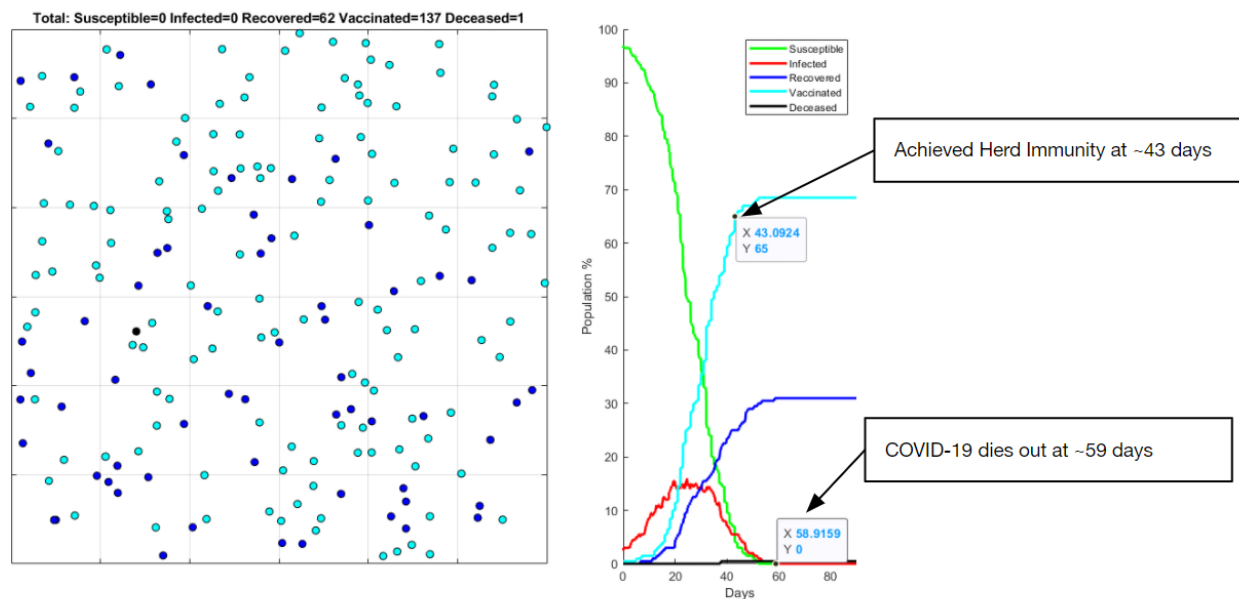 Total: Susceptible=0 Infected=0 Recovered=62 Vaccinated=137 Deceased=1
100
90
80
70
60
50
40
30
20
10
0
Population %
0
20
40
60
80
Days
Susceptible
Infected
Recovered
Vaccinated
Deceased
X 43.0924
Y 65
X 58.9159
Y 0
Achieved Herd Immunity at ~43 days
COVID-19 dies out at ~59 days